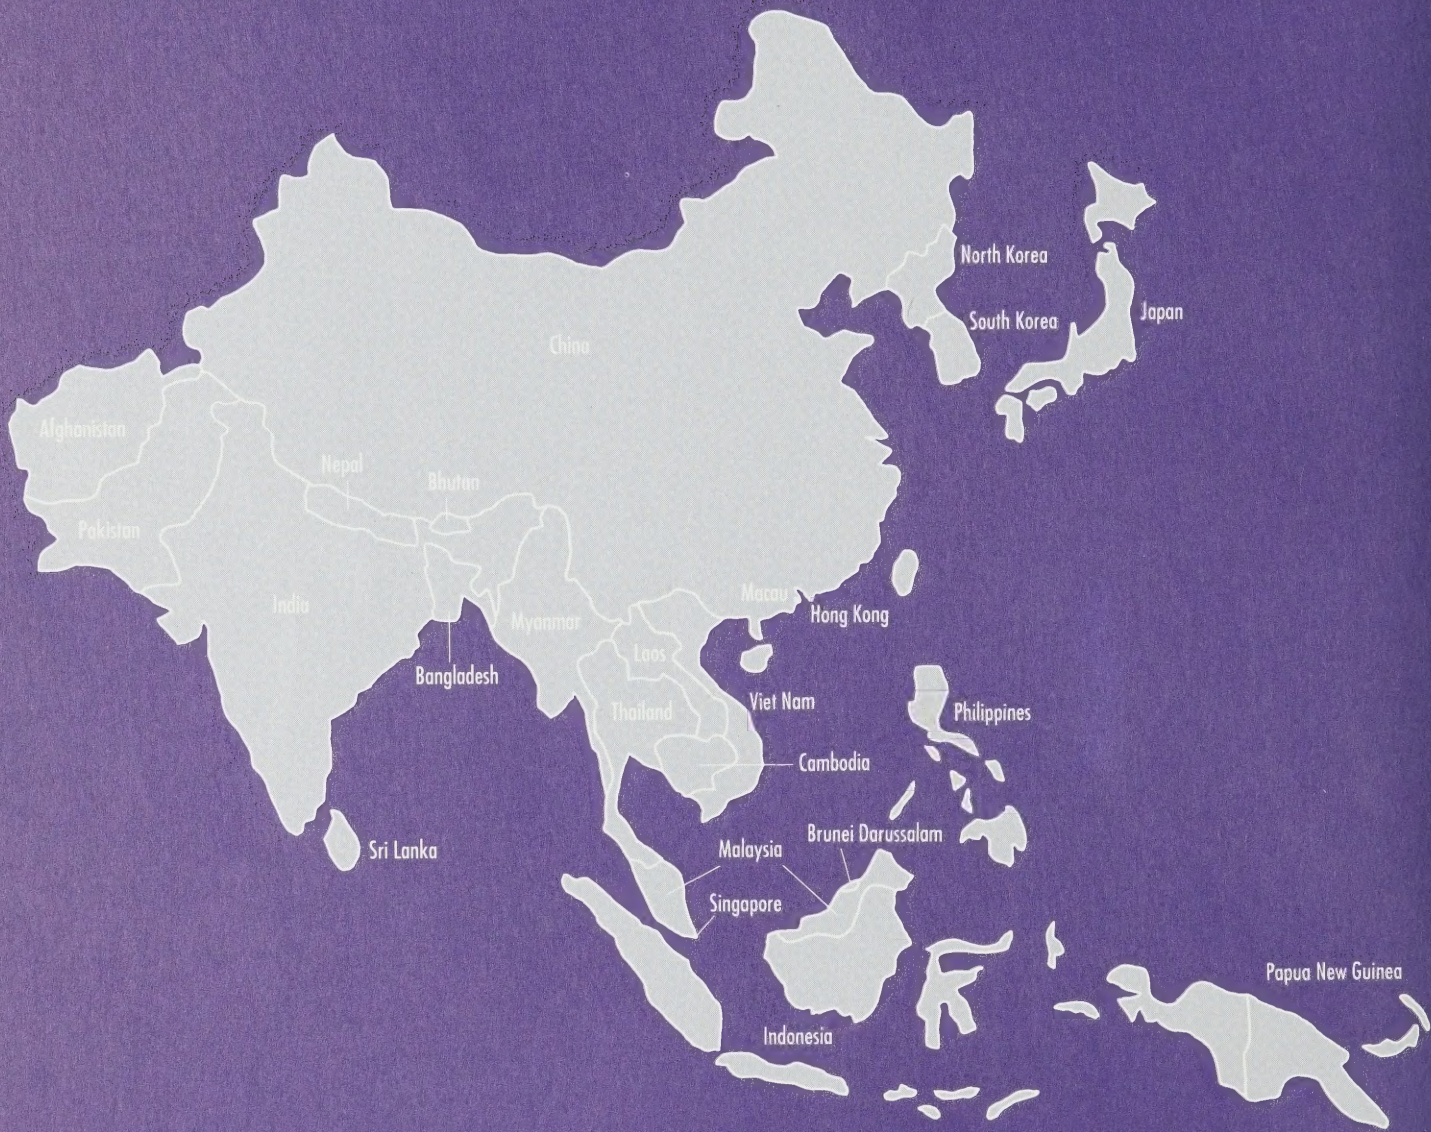 North Korea
South Korea
Japan
China
Afghanistan
Nepal
Bhutan
Pakistan
India
Macau
Hong Kong
Myanmar
Laos
Bangladesh
Viet Nam
Thailand
Philippines
Cambodia
Brunei Darussalam
Sri Lanka
Malaysia
Singapore
Papua New Guinea
Indonesia